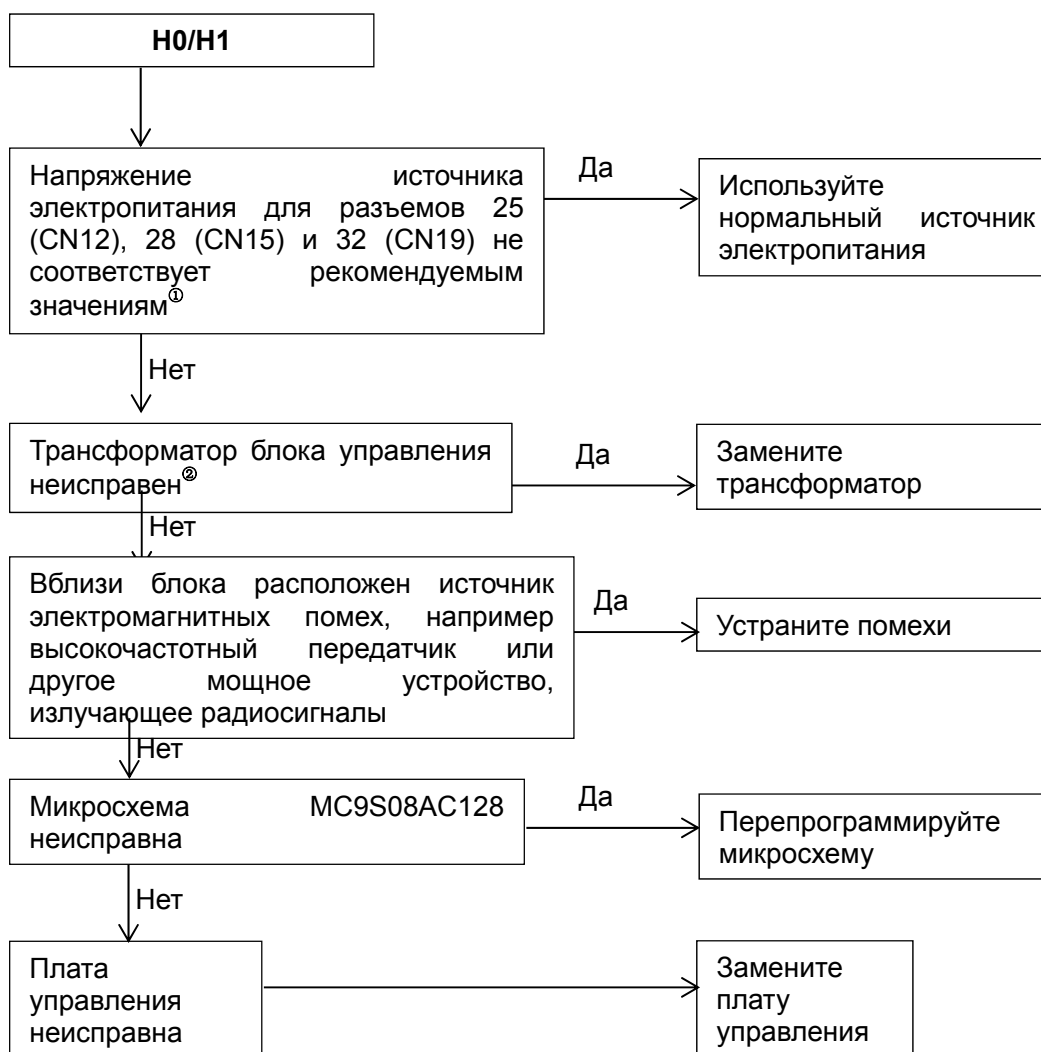 H0/H1
Напряжение источника
электропитания для разъемов 25
(CN12), 28 (CN15) и 32 (CN19) не
соответствует рекомендуемым
значениям①
Да
Используйте
нормальный источник
электропитания
Нет
Трансформатор блока управления
неисправен②
Да
Замените
трансформатор
Нет
Вблизи блока расположен источник
электромагнитных помех, например
высокочастотный передатчик или
другое мощное устройство,
излучающее радиосигналы
Да
Устраните помехи
Нет
Микросхема MC9S08AC128
неисправна
Да
Перепрограммируйте
микросхему
Нет
Плата
управления
неисправна
Замените
плату
управления